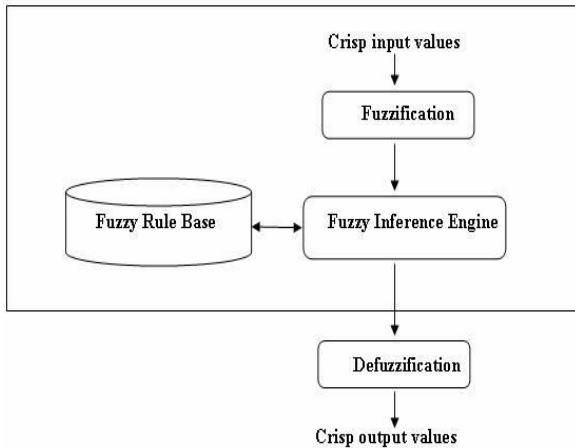 Crisp input values
Fuzzification
Fuzzy Rule Base
Fuzzy Inference Engine
Defuzzification
Crisp output values